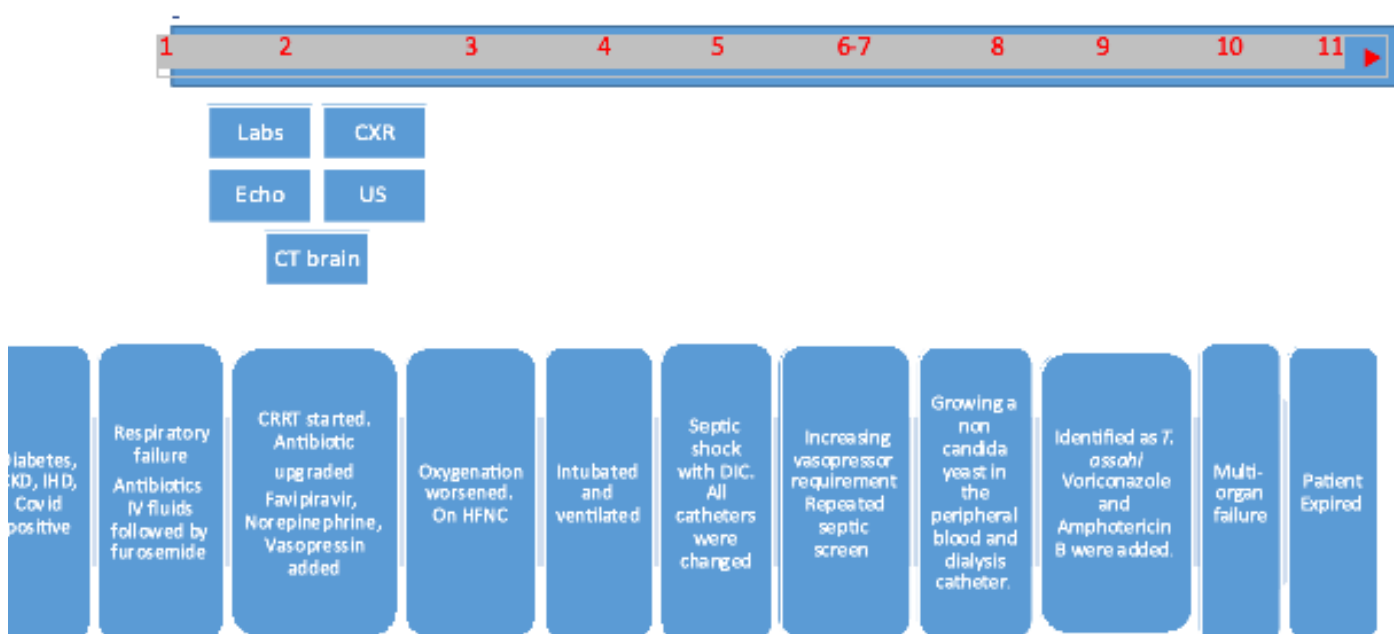 1 2 3 4 5 6-7 8 9 10 11
Labs
CXR
Echo
US
CT brain
iabetes,
KD, IHD,
Covid
positive
Respiratory
failure
Antibiotics
IV fluids
followed by
furosemide
CRRT started.
Antibiotic
upgraded
Favipiravir,
Norepinephrine,
Vasopressin
added
Oxygenation
worsened.
On HFNC
Intubated
and
ventilated
Septic
shock
with DIC.
All
catheters
were
changed
Increasing
vasopressor
requirement
Repeated
septic
screen
Growing a
non
candida
yeast in
the
peripheral
blood and
dialysis
catheter.
Identified as T.
assahi
Voriconazole
and
Amphotericin
B were added.
Multi-
organ
failure
Patient
Expired